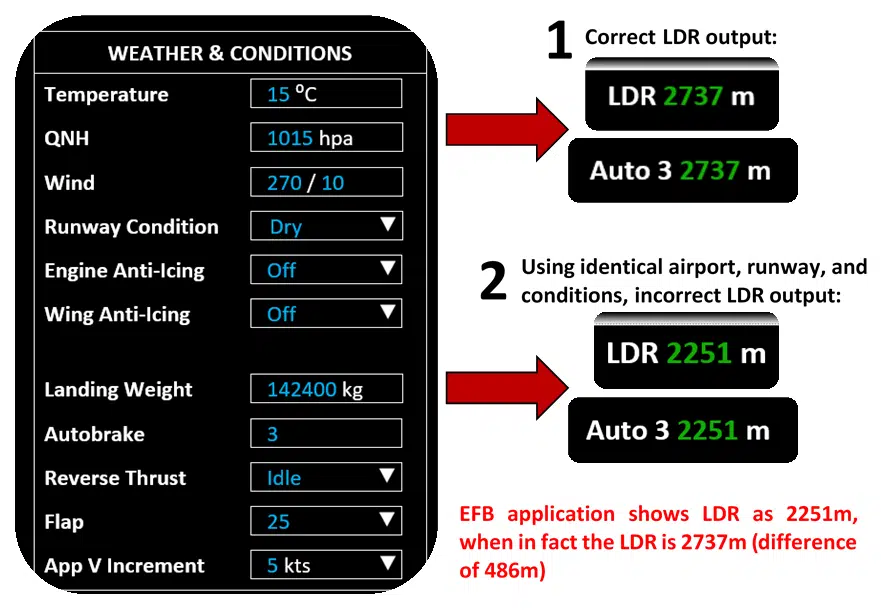 WEATHER & CONDITIONS
Temperature 15 ⁰C
QNH 1015 hpa
Wind 270 / 10
Runway Condition Dry
Engine Anti-Icing Off
Wing Anti-Icing Off
Landing Weight 142400 kg
Autobrake 3
Reverse Thrust Idle
Flap 25
App V Increment 5 kts
1 Correct LDR output:
LDR 2737 m
Auto 3 2737 m
2 Using identical airport, runway, and
conditions, incorrect LDR output:
LDR 2251 m
Auto 3 2251 m
EFB application shows LDR as 2251m,
when in fact the LDR is 2737m (difference
of 486m)